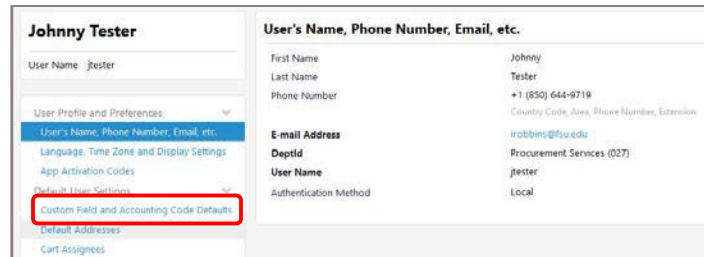 Johnny Tester
User Name jtester
User Profile and Preferences
User's Name, Phone Number, Email, etc.
Language, Time Zone and Display Settings
App Activation Codes
Default User Settings
Custom Field and Accounting Code Defaults
Default Addresses
Cart Assignees
User's Name, Phone Number, Email, etc.
First Name Johnny
Last Name Tester
Phone Number +1 (850) 644-9719
Country Code, Area, Phone Number, Extension
E-mail Address irobbins@fsu.edu
DeptId Procurement Services (027)
User Name jtester
Authentication Method Local